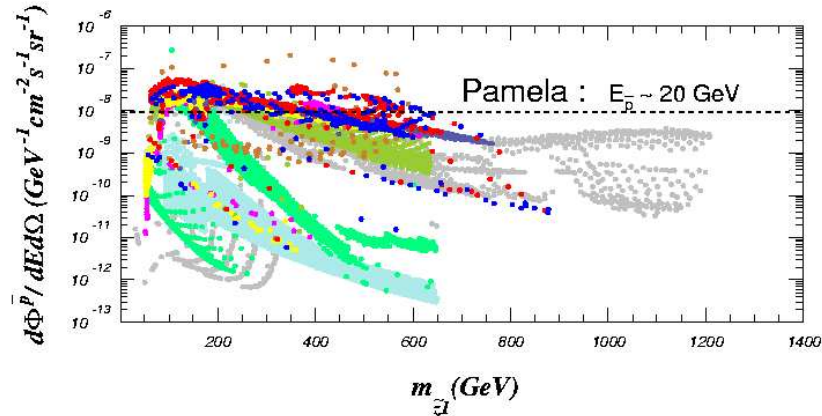 10⁻⁶
10⁻⁷
10⁻⁸
10⁻⁹
10⁻¹⁰
10⁻¹¹
10⁻¹²
10⁻¹³
dΦ^p̄/dEdΩ (GeV⁻¹cm⁻²s⁻¹sr⁻¹)
Pamela : E_p̄ ~ 20 GeV
200 400 600 800 1000 1200 1400
m_z̃1 (GeV)